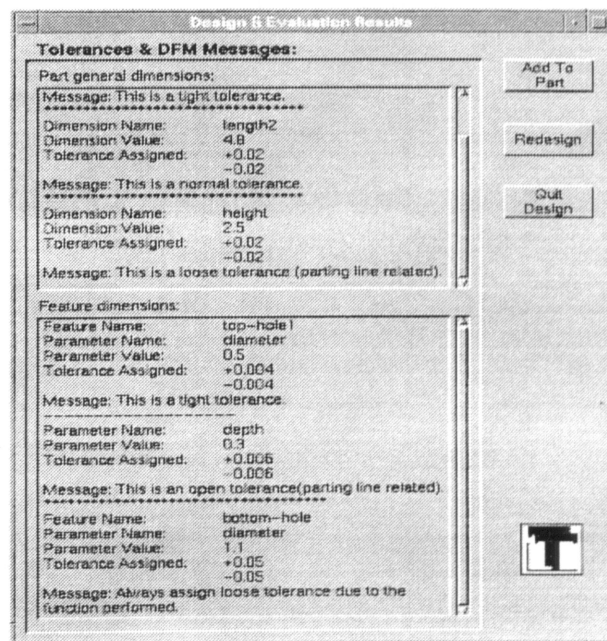 Design & Evaluation Results
Tolerances & DFM Messages:
Part general dimensions:
Message: This is a tight tolerance.
********************************
Dimension Name: length2
Dimension Value: 4.8
Tolerance Assigned: +0.02
-0.02
Message: This is a normal tolerance.
********************************
Dimension Name: height
Dimension Value: 2.5
Tolerance Assigned: +0.02
-0.02
Message: This is a loose tolerance (parting line related).
Feature dimensions:
Feature Name: top-hole1
Parameter Name: diameter
Parameter Value: 0.5
Tolerance Assigned: +0.004
-0.004
Message: This is a tight tolerance.
-----------------------
Parameter Name: depth
Parameter Value: 0.3
Tolerance Assigned: +0.006
-0.006
Message: This is an open tolerance(parting line related).
***********************************
Feature Name: bottom-hole
Parameter Name: diameter
Parameter Value: 1.1
Tolerance Assigned: +0.05
-0.05
Message: Always assign loose tolerance due to the
function performed.
Add To
Part
Redesign
Quit
Design
T